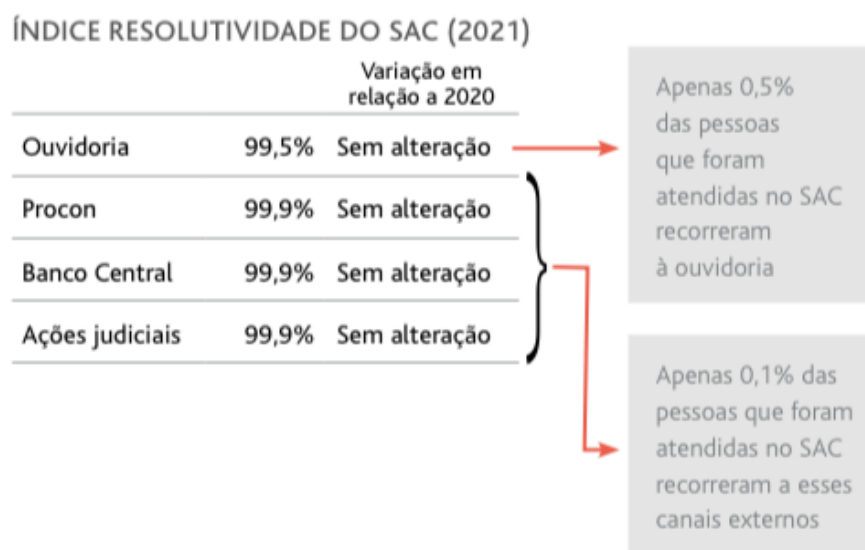 ÍNDICE RESOLUTIVIDADE DO SAC (2021)
Variação em
relação a 2020
Ouvidoria 99,5% Sem alteração
Procon 99,9% Sem alteração
Banco Central 99,9% Sem alteração
Ações judiciais 99,9% Sem alteração
Apenas 0,5%
das pessoas
que foram
atendidas no SAC
recorreram
à ouvidoria
Apenas 0,1% das
pessoas que foram
atendidas no SAC
recorreram a esses
canais externos